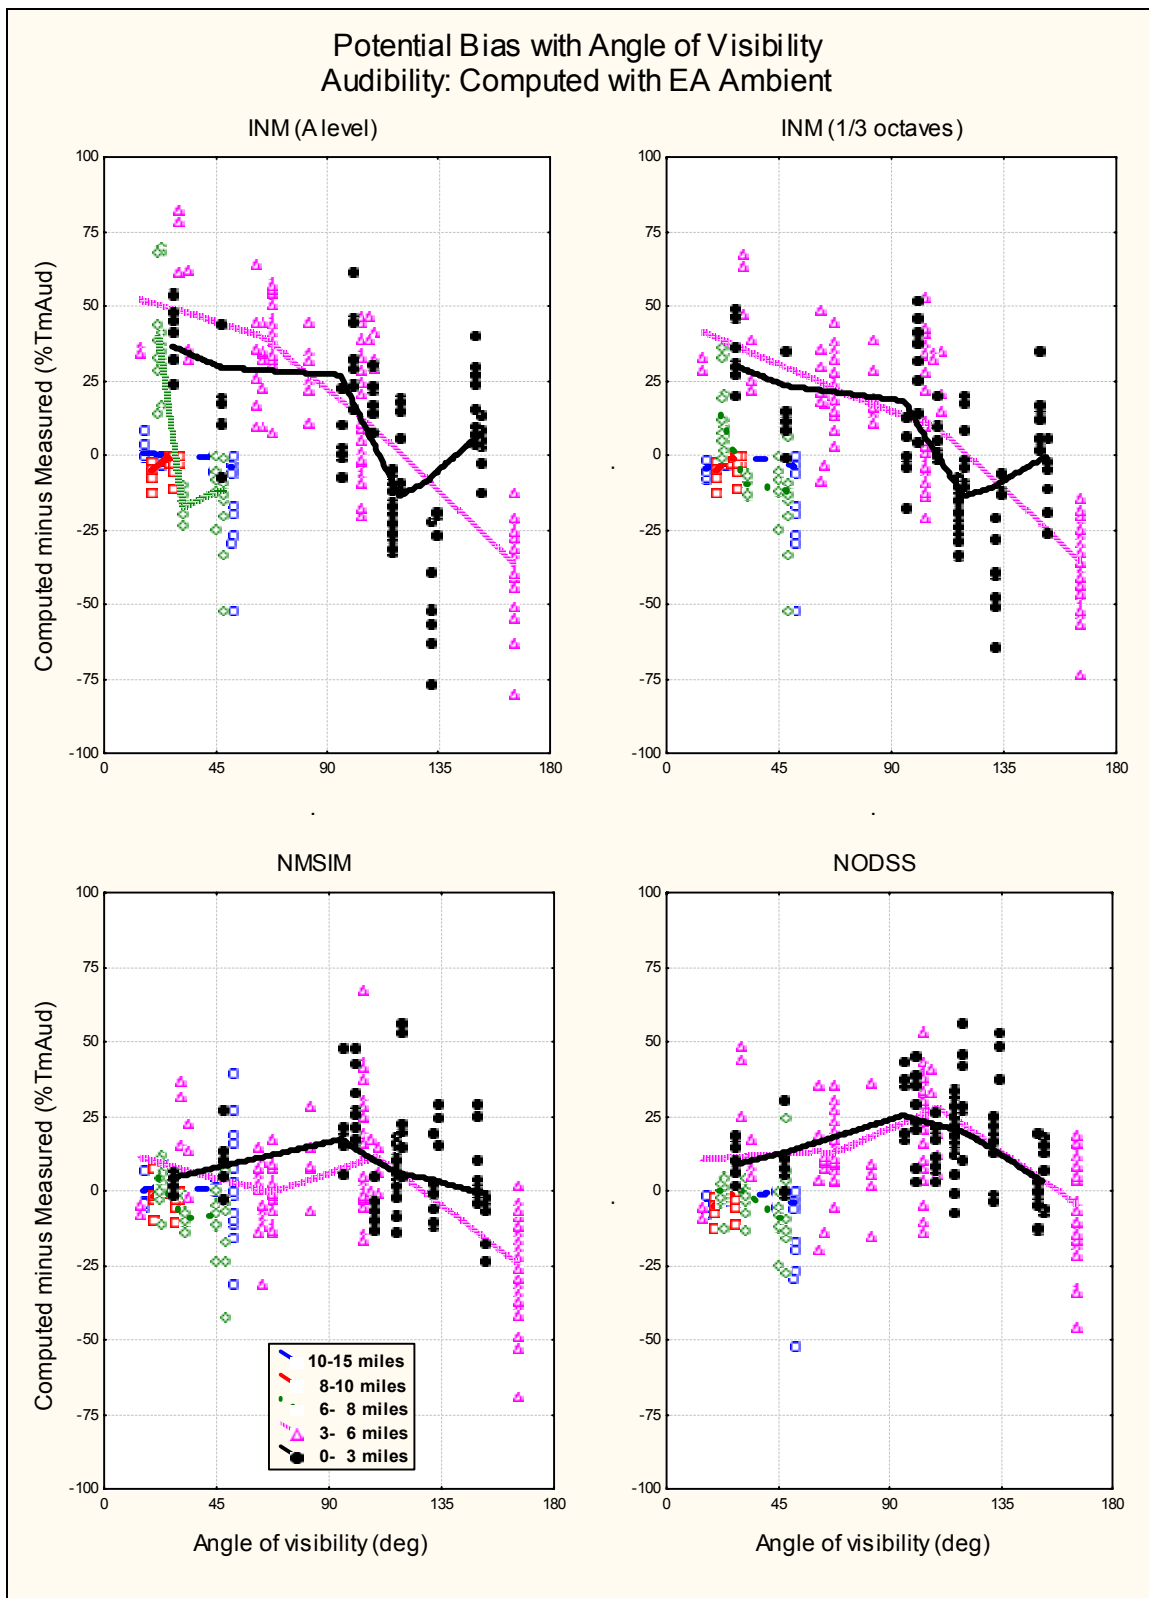 Potential Bias with Angle of Visibility
Audibility: Computed with EA Ambient
INM (A level)
INM (1/3 octaves)
Computed minus Measured (%TmAud)
100
75
50
25
0
-25
-50
-75
-100
0 45 90 135 180
100
75
50
25
0
-25
-50
-75
-100
0 45 90 135 180
NMSIM
NODSS
Computed minus Measured (%TmAud)
100
75
50
25
0
-25
-50
-75
-100
0 45 90 135 180
10-15 miles
8-10 miles
6- 8 miles
3- 6 miles
0- 3 miles
Angle of visibility (deg)
100
75
50
25
0
-25
-50
-75
-100
0 45 90 135 180
Angle of visibility (deg)